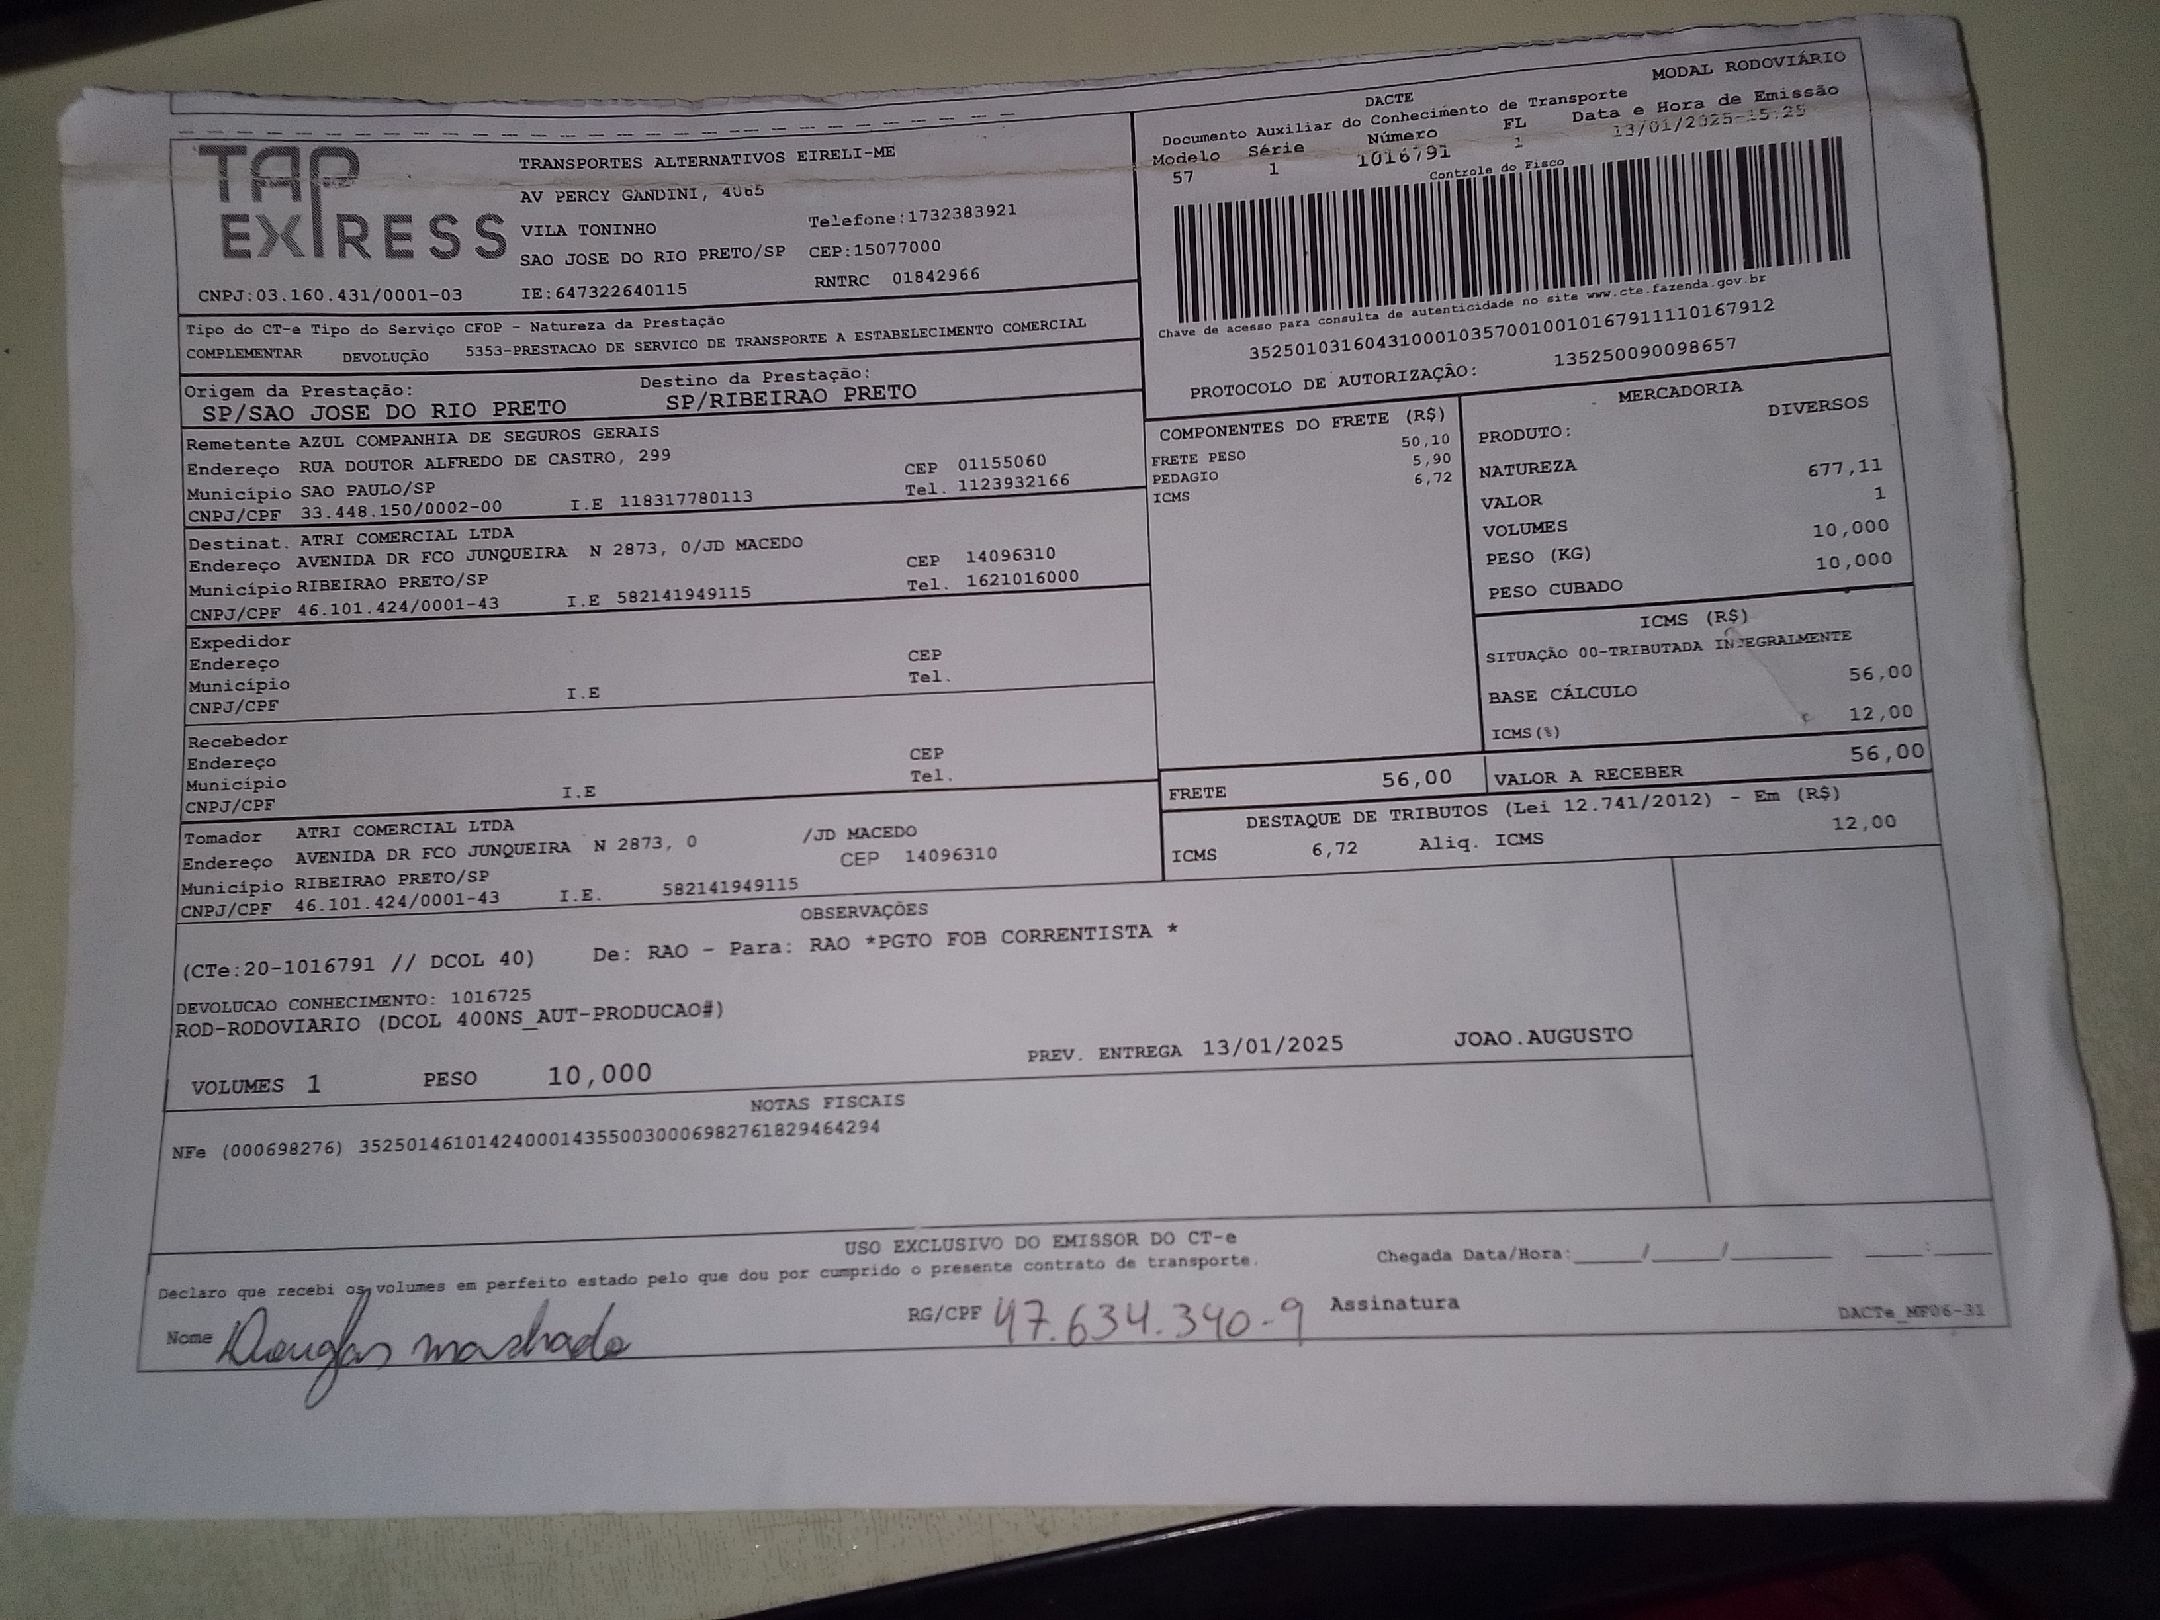 TAP EXPRESS
TRANSPORTES ALTERNATIVOS EIRELI-ME
AV PERCY GANDINI, 4065
VILA TONINHO Telefone:1732383921
SAO JOSE DO RIO PRETO/SP CEP:15077000
CNPJ:03.160.431/0001-03 IE:647322640115 RNTRC 01842966
DACTE MODAL RODOVIÁRIO
Documento Auxiliar do Conhecimento de Transporte
Modelo Série Número FL Data e Hora de Emissão
57 1 1016791 1 13/01/2025-15:25
Controle do Fisco
Chave de acesso para consulta de autenticidade no site www.cte.fazenda.gov.br
35250103160431000103570010010167911110167912
PROTOCOLO DE AUTORIZAÇÃO: 135250090098657
Tipo do CT-e Tipo do Serviço CFOP - Natureza da Prestação
COMPLEMENTAR DEVOLUÇÃO 5353-PRESTACAO DE SERVICO DE TRANSPORTE A ESTABELECIMENTO COMERCIAL
Origem da Prestação: Destino da Prestação:
SP/SAO JOSE DO RIO PRETO SP/RIBEIRAO PRETO
Remetente AZUL COMPANHIA DE SEGUROS GERAIS
Endereço RUA DOUTOR ALFREDO DE CASTRO, 299 CEP 01155060
Município SAO PAULO/SP Tel. 1123932166
CNPJ/CPF 33.448.150/0002-00 I.E 118317780113
Destinat. ATRI COMERCIAL LTDA
Endereço AVENIDA DR FCO JUNQUEIRA N 2873, 0/JD MACEDO CEP 14096310
Município RIBEIRAO PRETO/SP Tel. 1621016000
CNPJ/CPF 46.101.424/0001-43 I.E 582141949115
Expedidor
Endereço CEP
Município Tel.
CNPJ/CPF I.E
Recebedor
Endereço CEP
Município Tel.
CNPJ/CPF I.E
Tomador ATRI COMERCIAL LTDA
Endereço AVENIDA DR FCO JUNQUEIRA N 2873, 0 /JD MACEDO
Município RIBEIRAO PRETO/SP CEP 14096310
CNPJ/CPF 46.101.424/0001-43 I.E. 582141949115
COMPONENTES DO FRETE (R$)
FRETE PESO 50,10
PEDAGIO 5,90
ICMS 6,72
MERCADORIA
PRODUTO: DIVERSOS
NATUREZA
VALOR 677,11
VOLUMES 1
PESO (KG) 10,000
PESO CUBADO 10,000
ICMS (R$)
SITUAÇÃO 00-TRIBUTADA INTEGRALMENTE
BASE CÁLCULO 56,00
ICMS(%) 12,00
FRETE 56,00 VALOR A RECEBER 56,00
DESTAQUE DE TRIBUTOS (Lei 12.741/2012) - Em (R$)
ICMS 6,72 Aliq. ICMS 12,00
OBSERVAÇÕES
(CTe:20-1016791 // DCOL 40) De: RAO - Para: RAO *PGTO FOB CORRENTISTA *
DEVOLUCAO CONHECIMENTO: 1016725
ROD-RODOVIARIO (DCOL 400NS_AUT-PRODUCAO#)
VOLUMES 1 PESO 10,000 PREV. ENTREGA 13/01/2025 JOAO.AUGUSTO
NOTAS FISCAIS
NFe (000698276) 35250146101424000143550030006982761829464294
USO EXCLUSIVO DO EMISSOR DO CT-e
Declaro que recebi os volumes em perfeito estado pelo que dou por cumprido o presente contrato de transporte. Chegada Data/Hora:____/____/______ ___:___
Nome Douglas machado RG/CPF 47.634.340-9 Assinatura DACTe_MF06-31